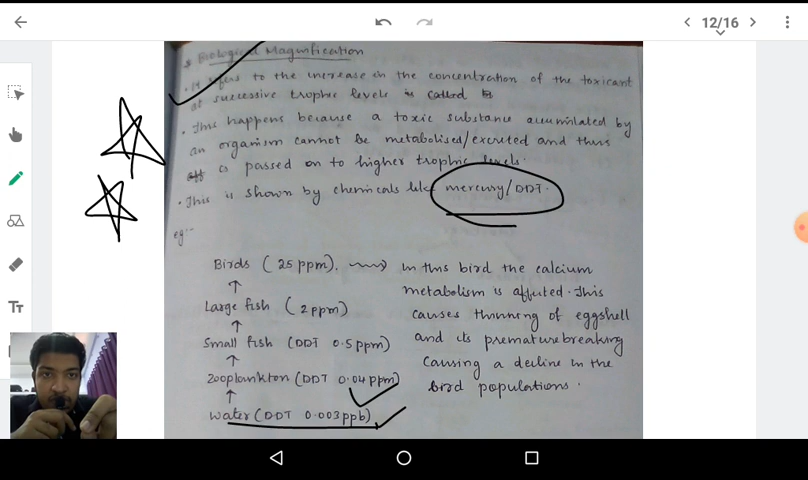 12/16
Biological Magnification
• It refers to the increase in the concentration of the toxicant
at successive trophic levels is called
• This happens because a toxic substance accumulated by
an organism cannot be metabolised/excreted and thus
is passed on to higher trophic levels.
• This is shown by chemicals like mercury/DDT.
eg:-
Birds (25 ppm). in this bird the calcium
metabolism is affected. This
Large fish (2 ppm) causes thinning of eggshell
Small fish (DDT 0.5ppm) and its premature breaking
causing a decline in the
Zooplankton (DDT 0.04 ppm) bird populations.
Water (DDT 0.003 ppb)
Tт